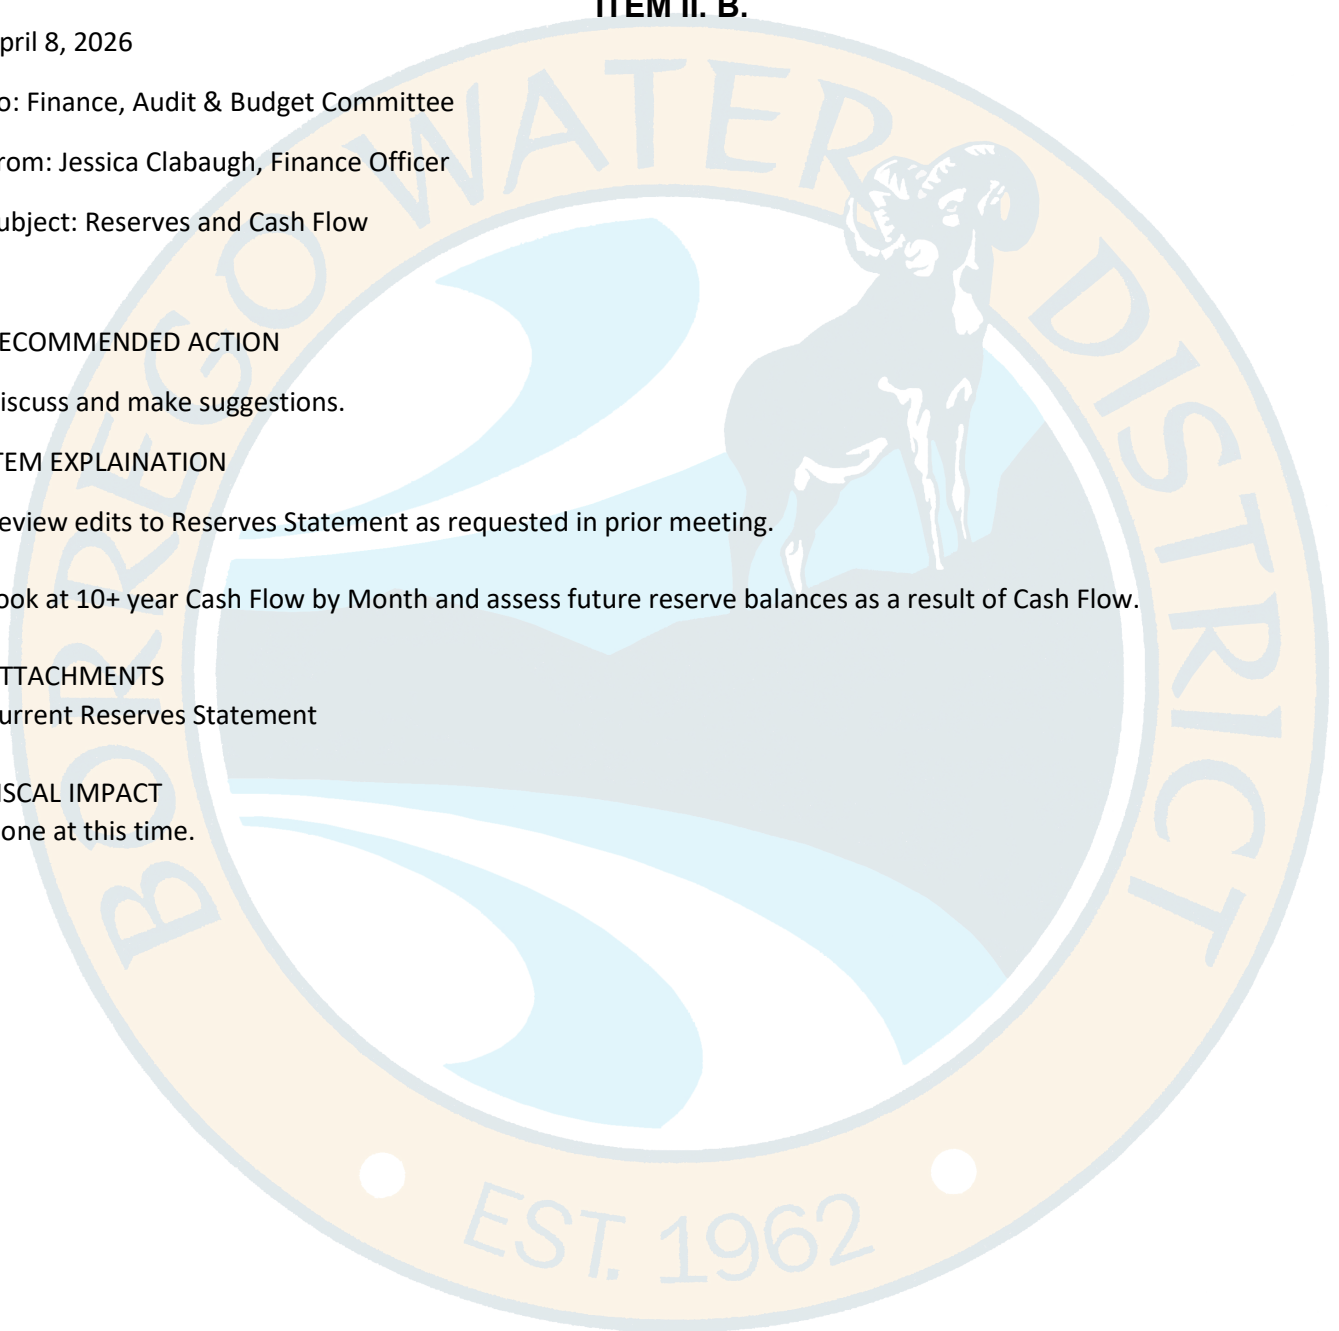 ITEM II. B.
pril 8, 2026
o: Finance, Audit & Budget Committee
rom: Jessica Clabaugh, Finance Officer
ubject: Reserves and Cash Flow
ECOMMENDED ACTION
iscuss and make suggestions.
TEM EXPLAINATION
eview edits to Reserves Statement as requested in prior meeting.
ook at 10+ year Cash Flow by Month and assess future reserve balances as a result of Cash Flow.
TTACHMENTS
urrent Reserves Statement
ISCAL IMPACT
one at this time.
BORREGO WATER DISTRICT
EST. 1962